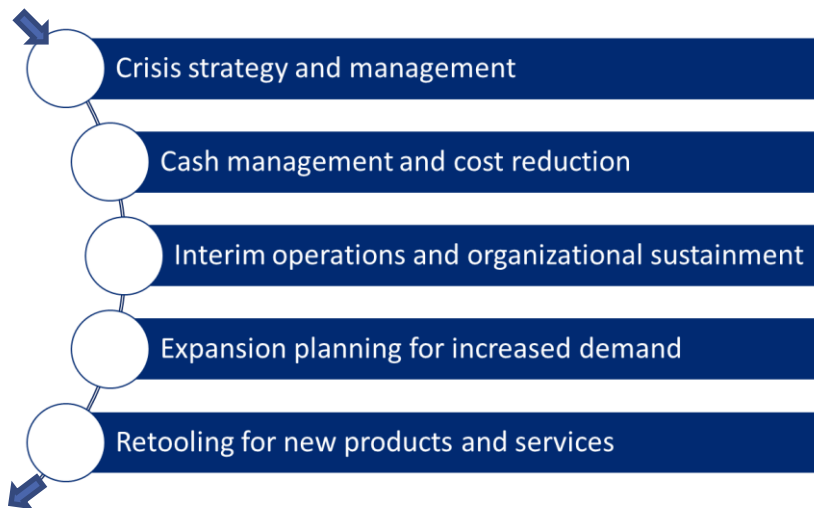 Crisis strategy and management
Cash management and cost reduction
Interim operations and organizational sustainment
Expansion planning for increased demand
Retooling for new products and services